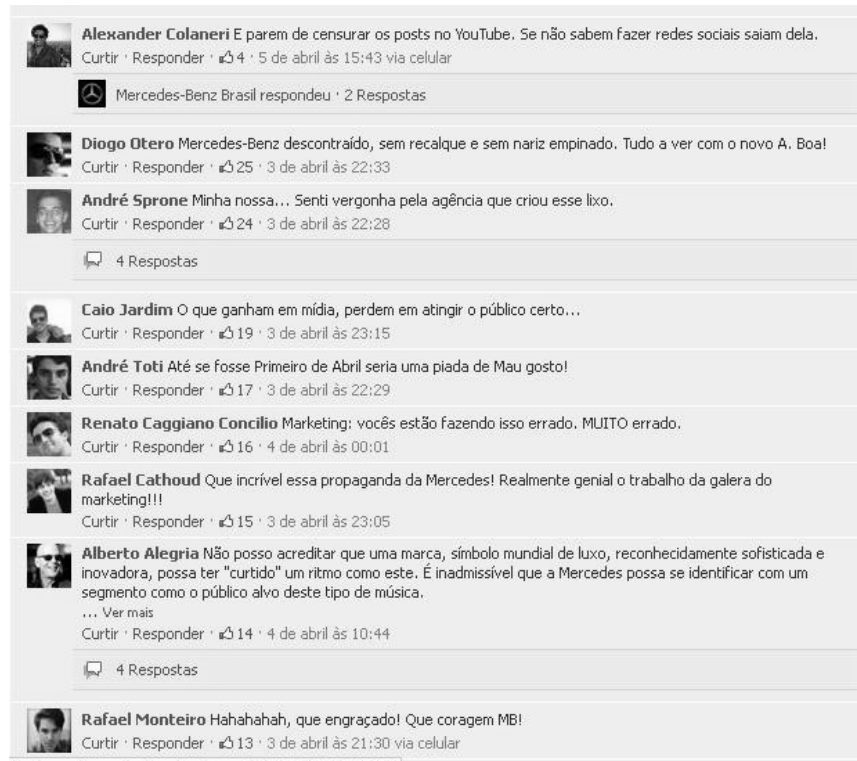 Alexander Colaneri E parem de censurar os posts no YouTube. Se não sabem fazer redes sociais saiam dela.
Curtir · Responder · 4 · 5 de abril às 15:43 via celular
Mercedes-Benz Brasil respondeu · 2 Respostas
Diogo Otero Mercedes-Benz descontraído, sem recalque e sem nariz empinado. Tudo a ver com o novo A. Boa!
Curtir · Responder · 25 · 3 de abril às 22:33
André Sprone Minha nossa... Senti vergonha pela agência que criou esse lixo.
Curtir · Responder · 24 · 3 de abril às 22:28
4 Respostas
Caio Jardim O que ganham em mídia, perdem em atingir o público certo...
Curtir · Responder · 19 · 3 de abril às 23:15
André Toti Até se fosse Primeiro de Abril seria uma piada de Mau gosto!
Curtir · Responder · 17 · 3 de abril às 22:29
Renato Caggiano Concilio Marketing: vocês estão fazendo isso errado. MUITO errado.
Curtir · Responder · 16 · 4 de abril às 00:01
Rafael Cathoud Que incrível essa propaganda da Mercedes! Realmente genial o trabalho da galera do
marketing!!!
Curtir · Responder · 15 · 3 de abril às 23:05
Alberto Alegria Não posso acreditar que uma marca, símbolo mundial de luxo, reconhecidamente sofisticada e
inovadora, possa ter "curtido" um ritmo como este. É inadmissível que a Mercedes possa se identificar com um
segmento como o público alvo deste tipo de música.
... Ver mais
Curtir · Responder · 14 · 4 de abril às 10:44
4 Respostas
Rafael Monteiro Hahahahah, que engraçado! Que coragem MB!
Curtir · Responder · 13 · 3 de abril às 21:30 via celular